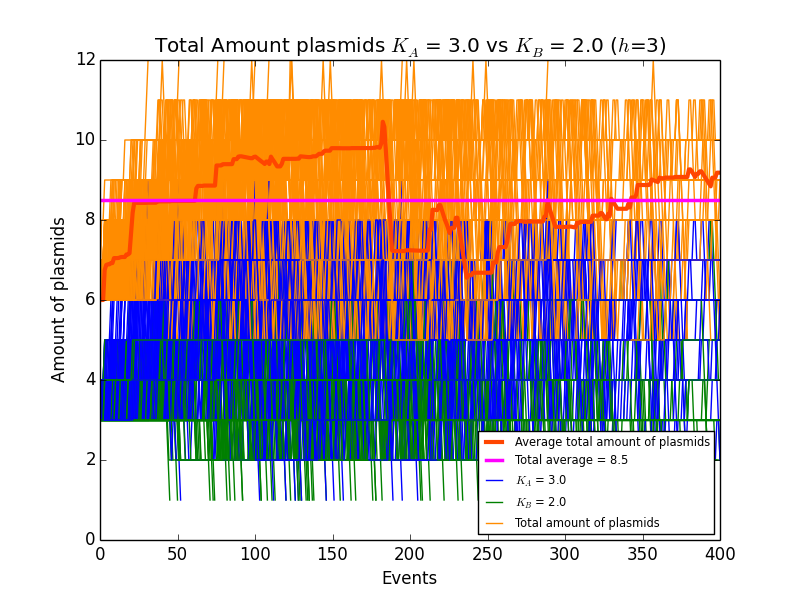 Total Amount plasmids K_A = 3.0 vs K_B = 2.0 (h=3)
12
10
8
6
4
2
0
Amount of plasmids
0 50 100 150 200 250 300 350 400
Events
Average total amount of plasmids
Total average = 8.5
K_A = 3.0
K_B = 2.0
Total amount of plasmids